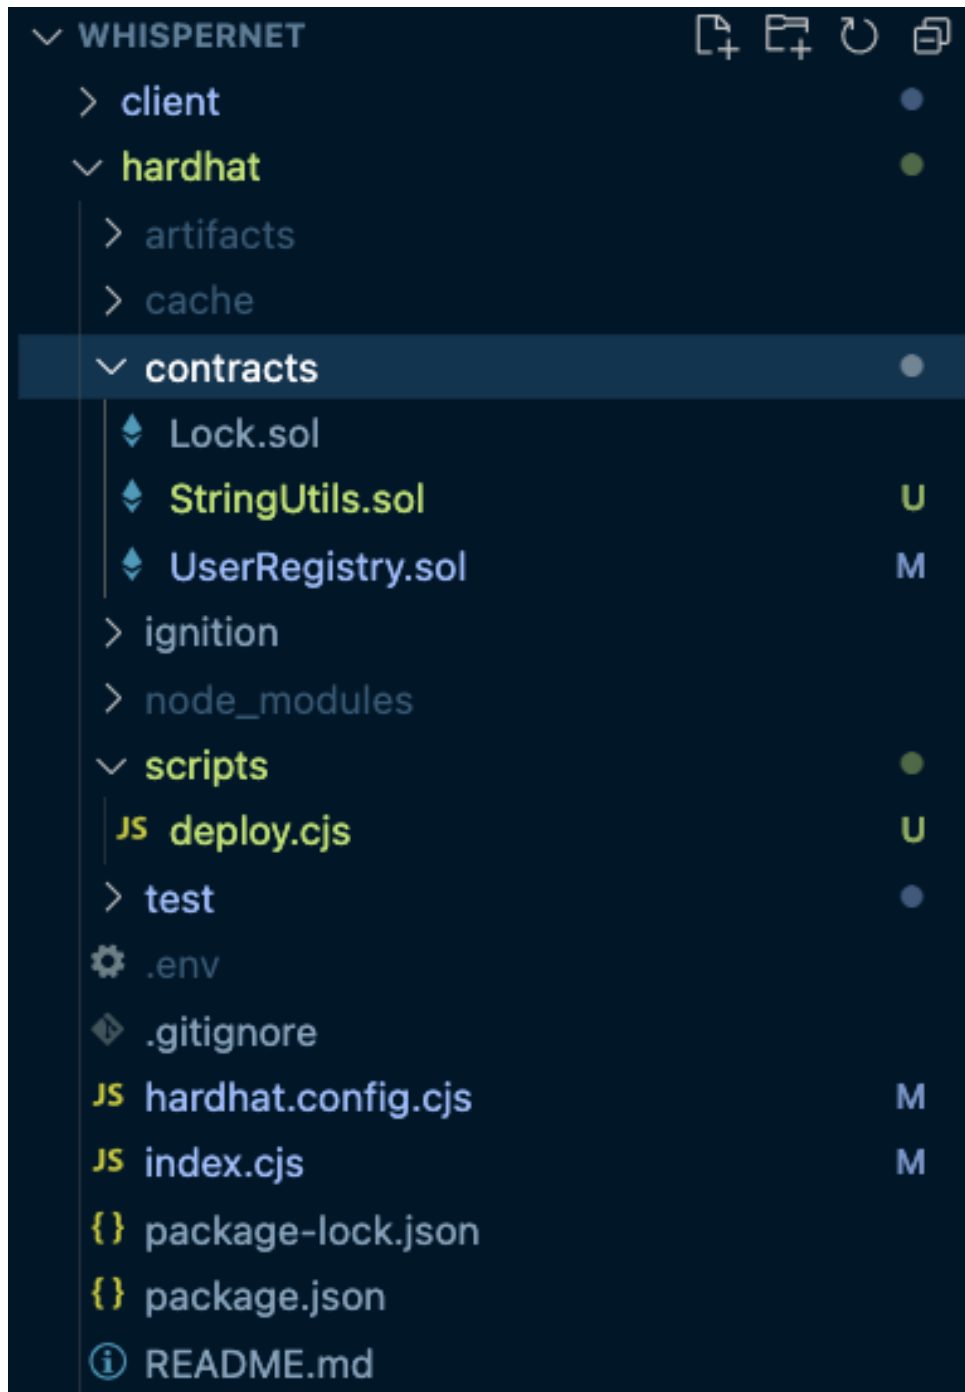 WHISPERNET
client
hardhat
artifacts
cache
contracts
Lock.sol
StringUtils.sol U
UserRegistry.sol M
ignition
node_modules
scripts
JS deploy.cjs U
test
.env
.gitignore
JS hardhat.config.cjs M
JS index.cjs M
{} package-lock.json
{} package.json
README.md